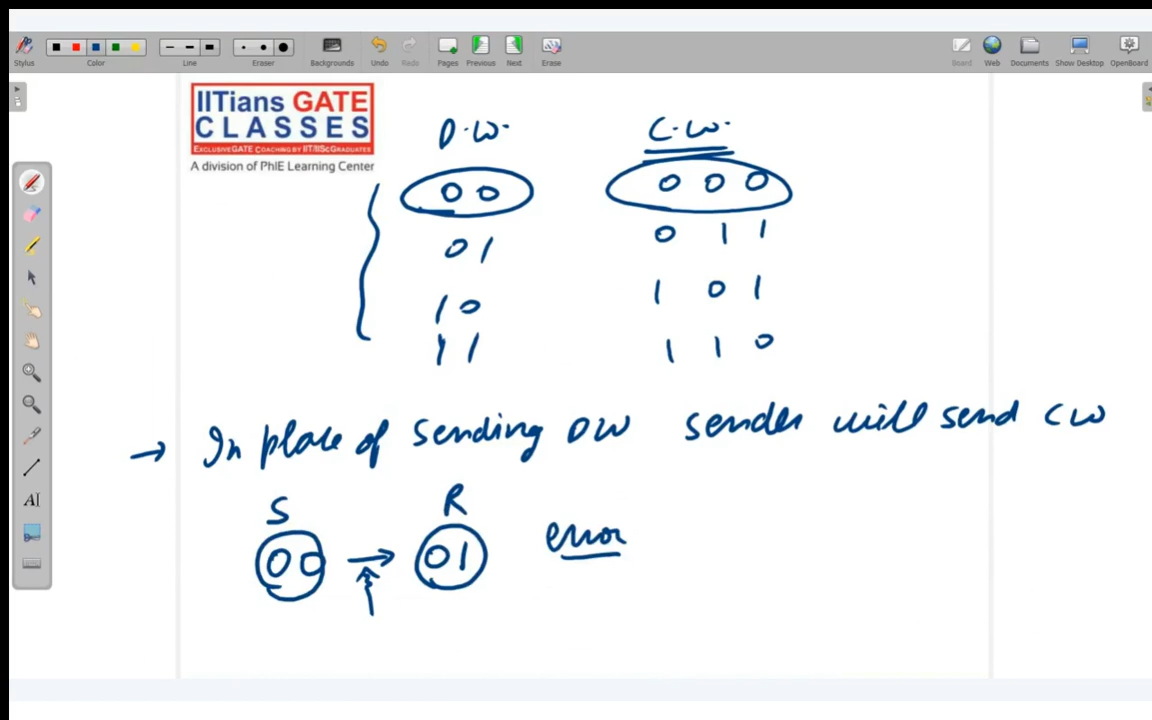 Stylus Color Line Eraser Backgrounds Undo Redo Pages Previous Next Erase Board Web Documents Show Desktop OpenBoard
IITians GATE
CLASSES
EXCLUSIVE GATE COACHING BY IIT/IISC GRADUATES
A division of PhIE Learning Center
D.W. C.W.
00 000
01 011
10 101
11 110
→ In place of sending DW sender will send CW
S R
00 → 01 error
AI